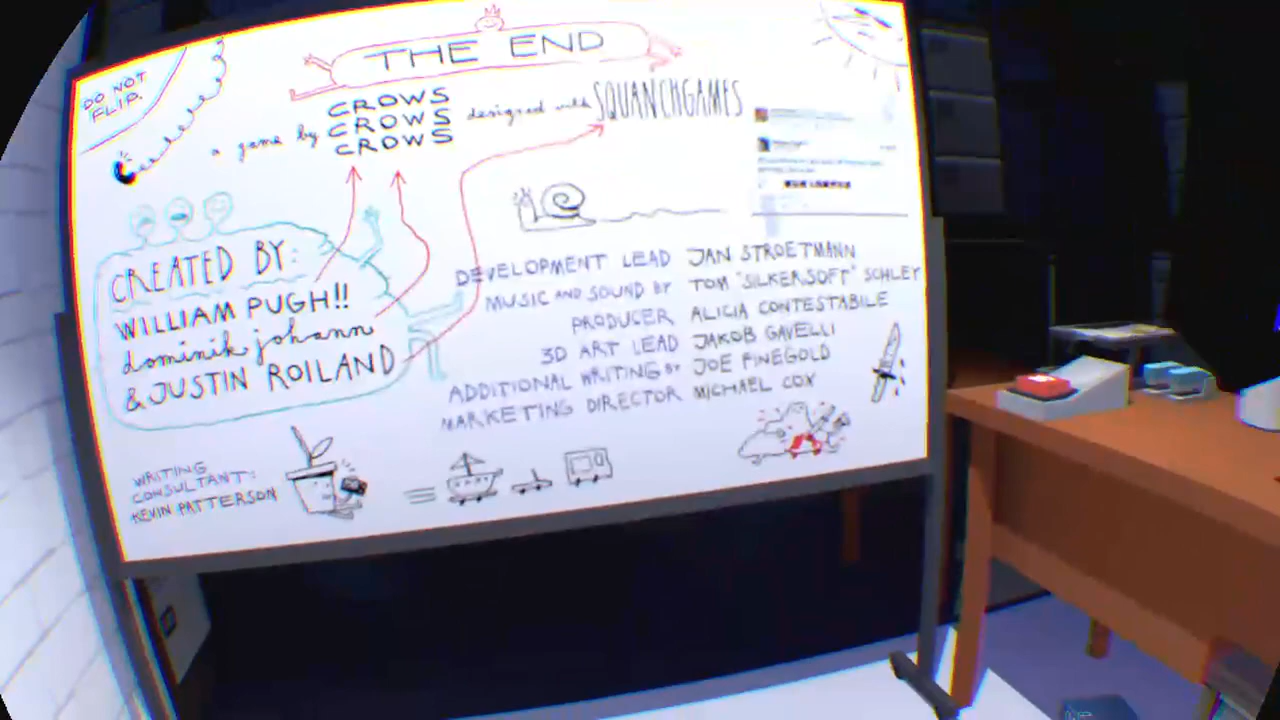 DO NOT
FLIP.
THE END
a game by
CROWS
CROWS
CROWS
designed with
SQUANCHGAMES
CREATED BY:
WILLIAM PUGH!!
dominik johann
& JUSTIN ROILAND
DEVELOPMENT LEAD JAN STROETMANN
MUSIC AND SOUND BY TOM "SILKERSOFT" SCHLEY
PRODUCER ALICIA CONTESTABILE
3D ART LEAD JAKOB GAVELLI
ADDITIONAL WRITING BY JOE FINEGOLD
MARKETING DIRECTOR MICHAEL COX
WRITING
CONSULTANT:
KEVIN PATTERSON